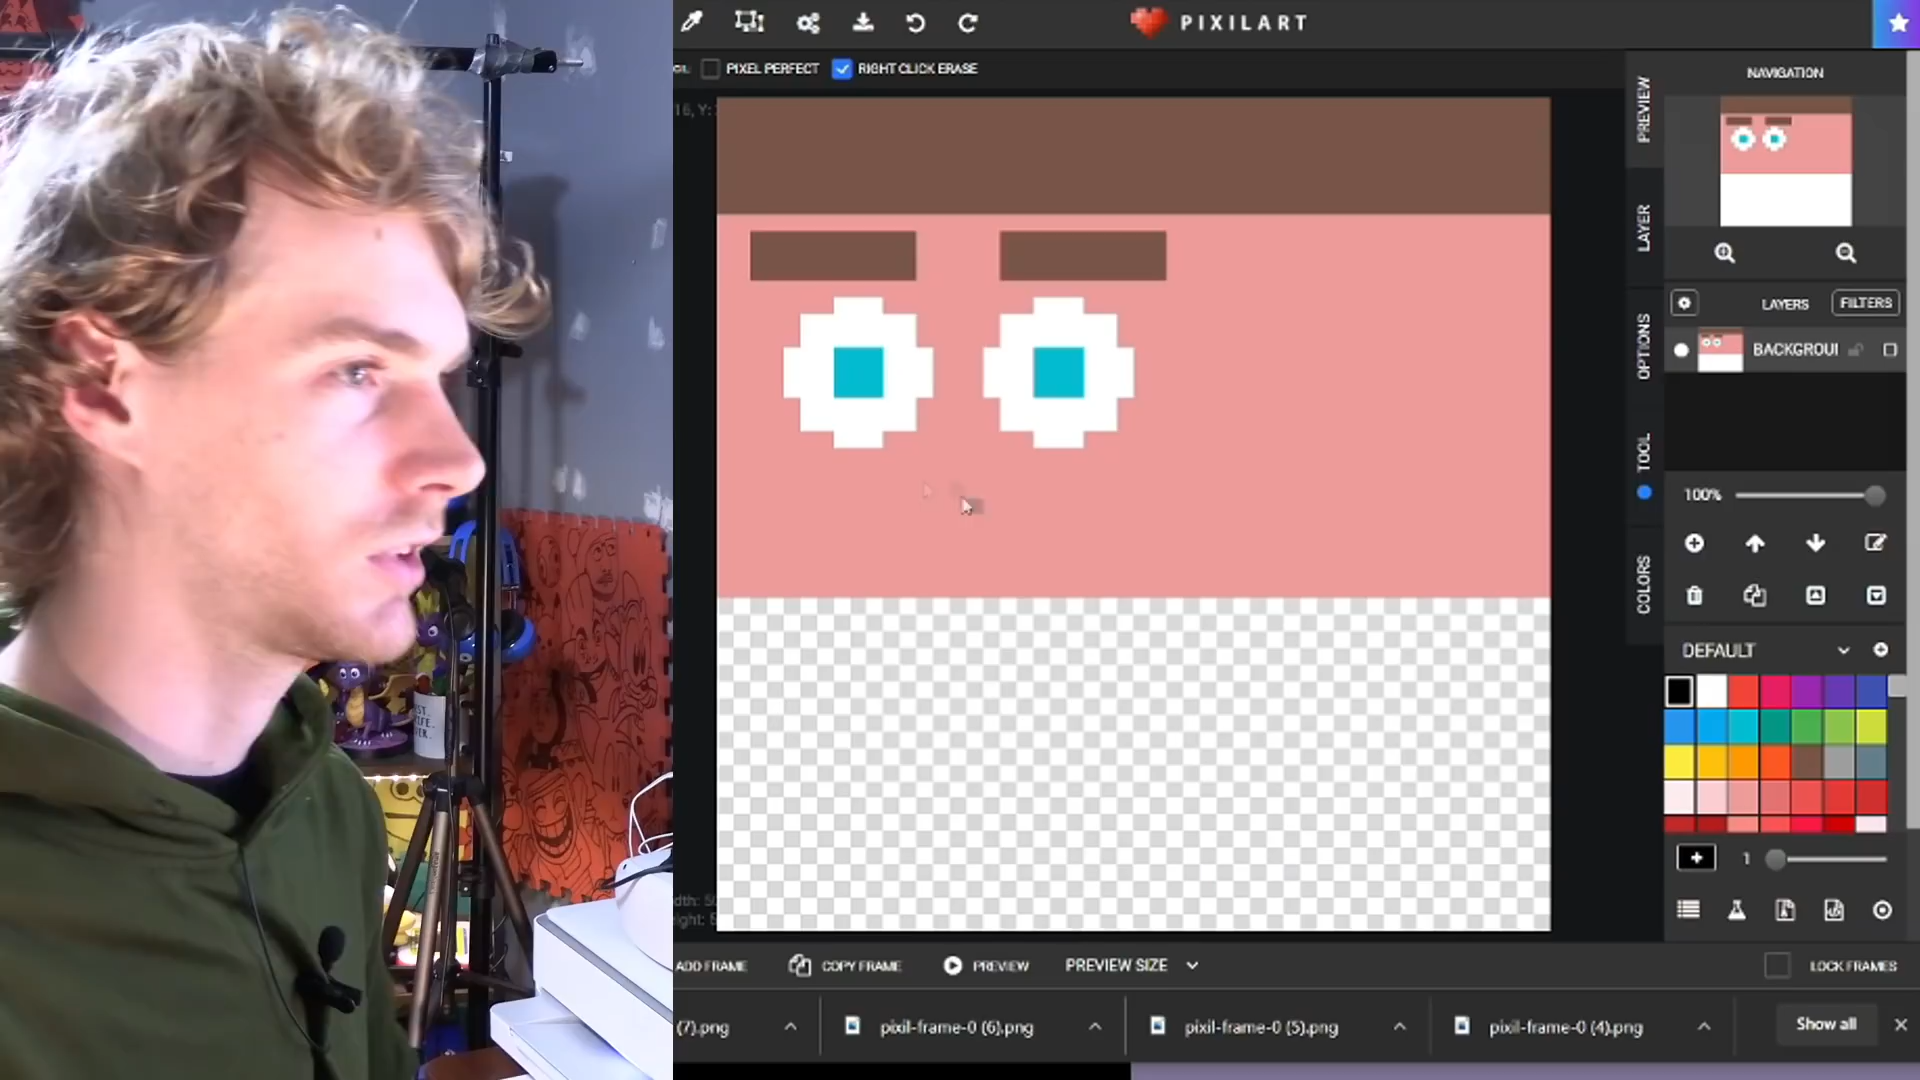 PIXILART
PIXEL PERFECT
RIGHT CLICK ERASE
NAVIGATION
16, Y:
PREVIEW
LAYER
OPTIONS
TOOL
COLORS
LAYERS
FILTERS
BACKGROUI
100%
DEFAULT
1
ADD FRAME
COPY FRAME
PREVIEW
PREVIEW SIZE
LOCK FRAMES
(7).png
pixil-frame-0 (6).png
pixil-frame-0 (5).png
pixil-frame-0 (4).png
Show all